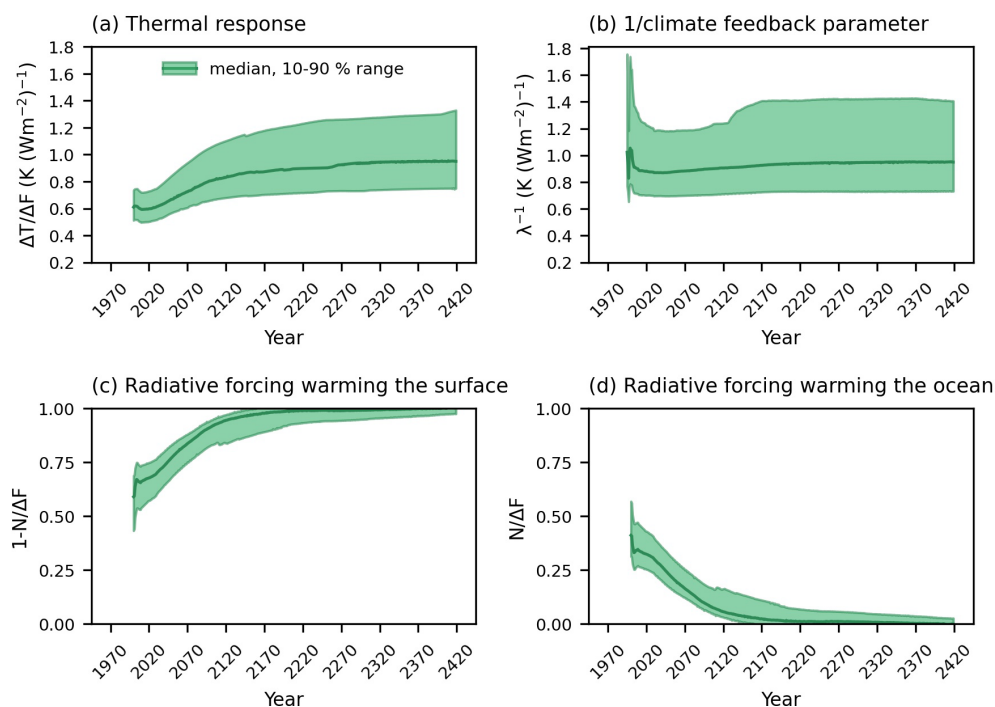 (a) Thermal response
ΔT/ΔF (K (Wm⁻²)⁻¹)
1.8
1.6
1.4
1.2
1.0
0.8
0.6
0.4
0.2
median, 10-90 % range
1970 2020 2070 2120 2170 2220 2270 2320 2370 2420
Year
(b) 1/climate feedback parameter
λ⁻¹ (K (Wm⁻²)⁻¹)
1.8
1.6
1.4
1.2
1.0
0.8
0.6
0.4
0.2
1970 2020 2070 2120 2170 2220 2270 2320 2370 2420
Year
(c) Radiative forcing warming the surface
1-N/ΔF
1.00
0.75
0.50
0.25
0.00
1970 2020 2070 2120 2170 2220 2270 2320 2370 2420
Year
(d) Radiative forcing warming the ocean
N/ΔF
1.00
0.75
0.50
0.25
0.00
1970 2020 2070 2120 2170 2220 2270 2320 2370 2420
Year